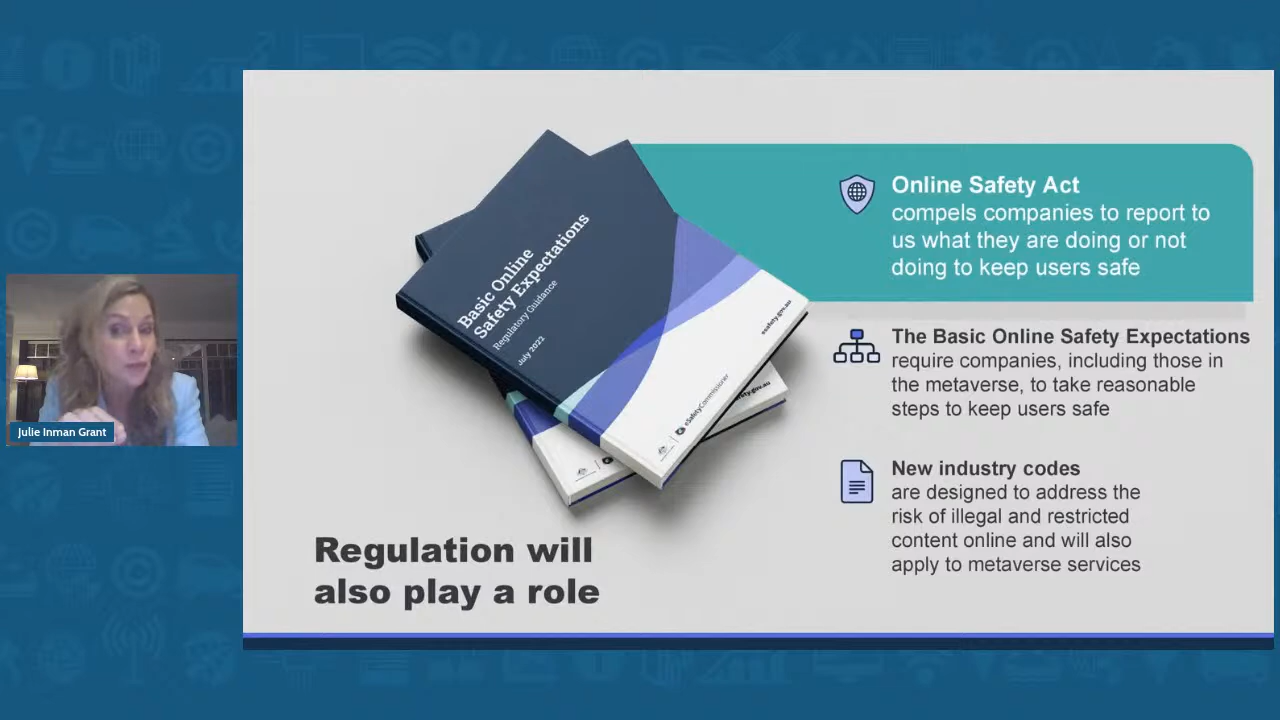 Online Safety Act
compels companies to report to
us what they are doing or not
doing to keep users safe
Basic Online
Safety Expectations
Regulatory Guidance
July 2022
esafety.gov.au
eSafetyCommissioner
.gov.au
The Basic Online Safety Expectations
require companies, including those in
the metaverse, to take reasonable
steps to keep users safe
Julie Inman Grant
New industry codes
are designed to address the
risk of illegal and restricted
content online and will also
apply to metaverse services
Regulation will
also play a role